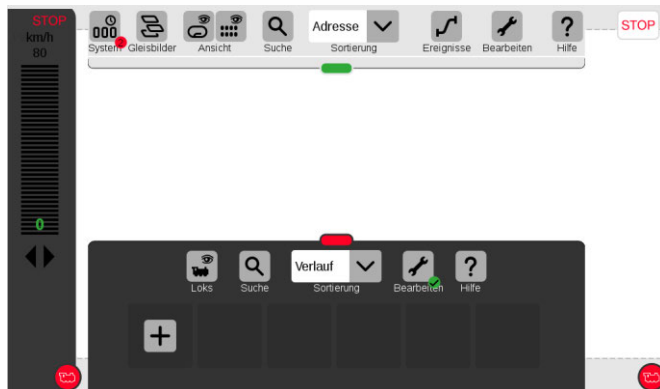 STOP
km/h
80
0
System
2
Gleisbilder
Ansicht
Suche
Adresse
Sortierung
Ereignisse
Bearbeiten
?
Hilfe
STOP
Loks
Suche
Verlauf
Sortierung
Bearbeiten
?
Hilfe